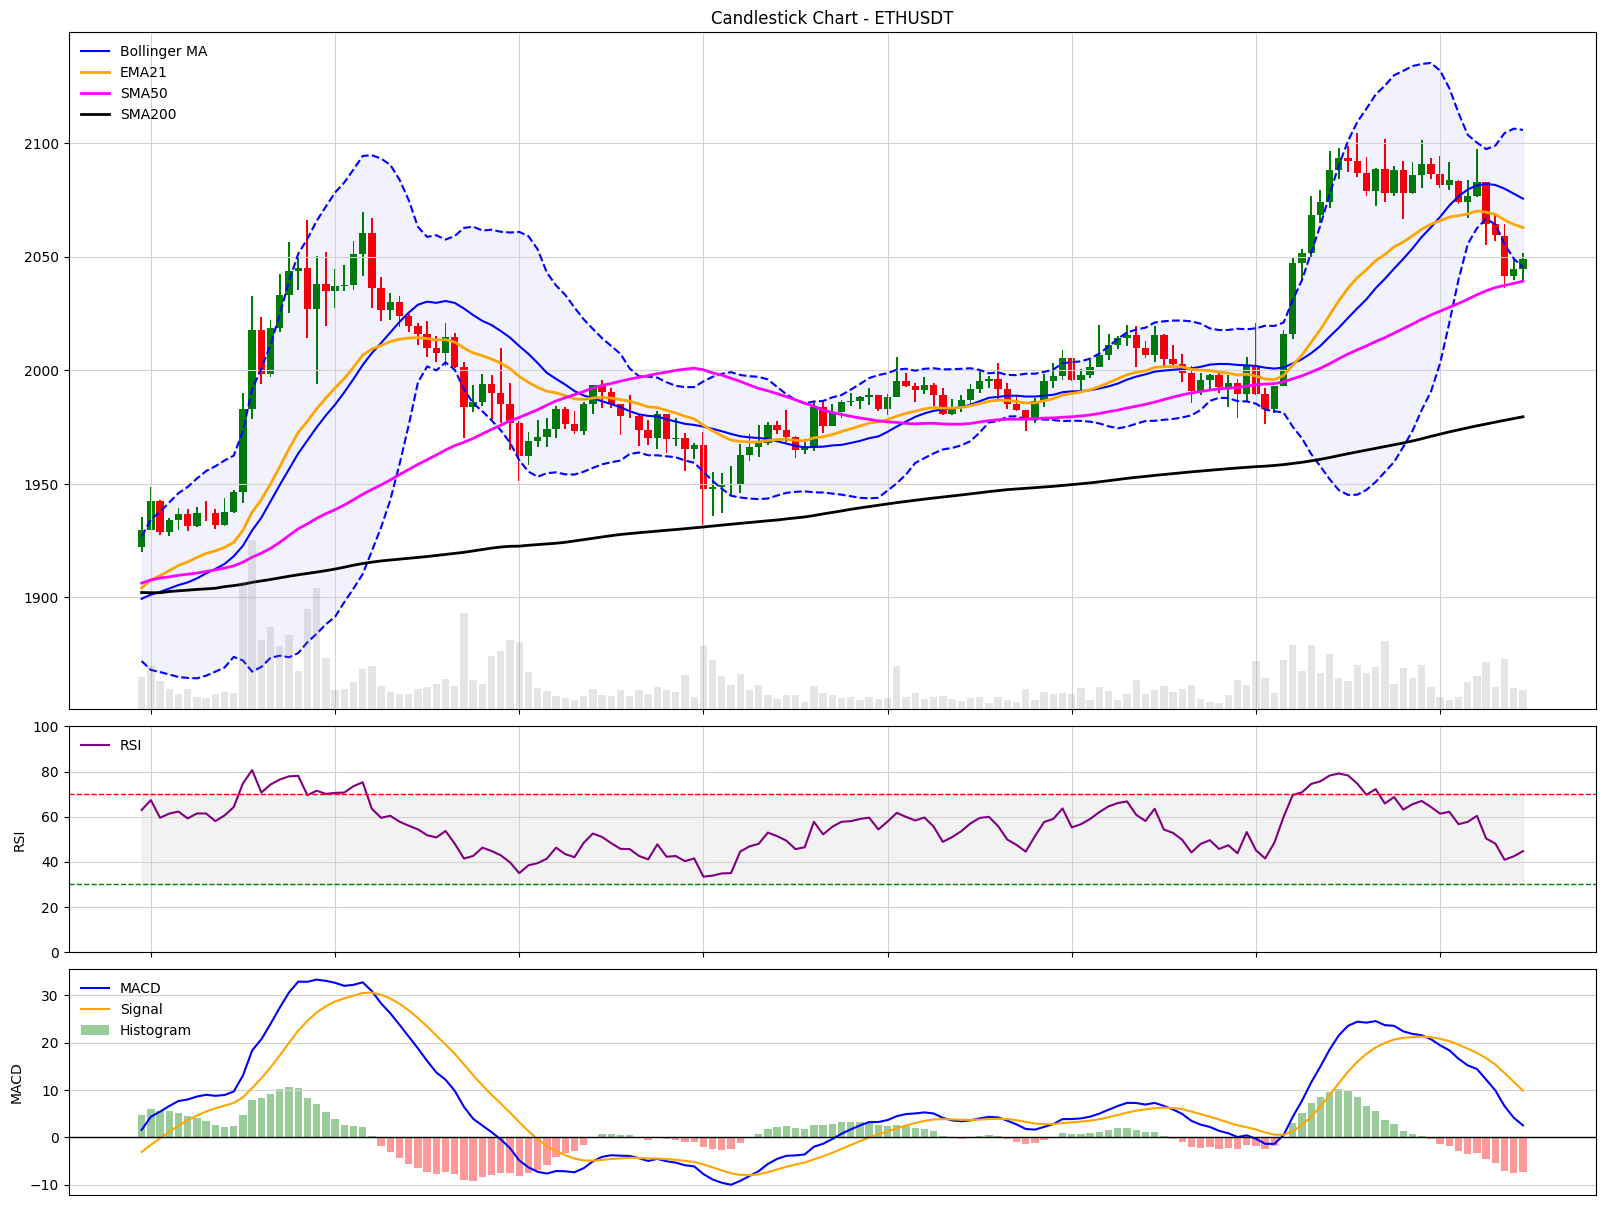 Candlestick Chart - ETHUSDT
Bollinger MA
EMA21
SMA50
SMA200
2100
2050
2000
1950
1900
RSI
100
80
60
40
20
0
RSI
MACD
Signal
Histogram
30
20
10
0
−10
MACD